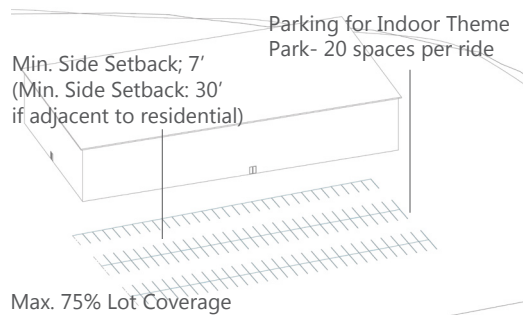 Parking for Indoor Theme
Park- 20 spaces per ride
Min. Side Setback; 7’
(Min. Side Setback: 30’
if adjacent to residential)
Max. 75% Lot Coverage